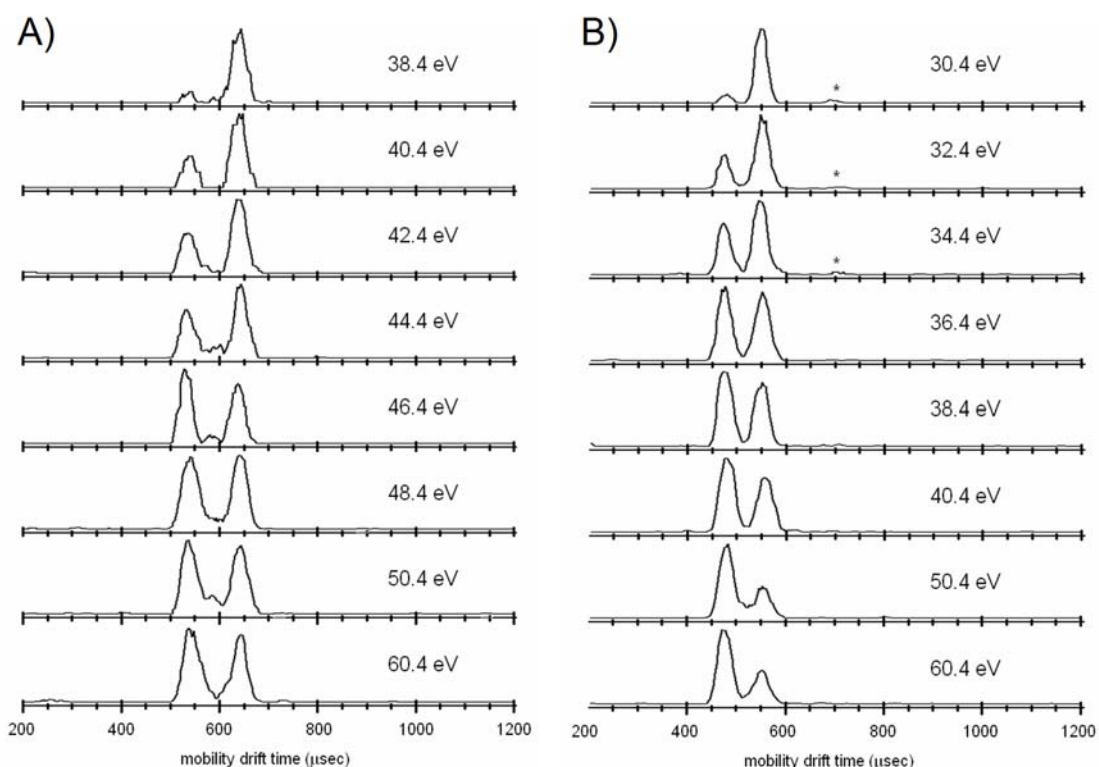 A)
38.4 eV
40.4 eV
42.4 eV
44.4 eV
46.4 eV
48.4 eV
50.4 eV
60.4 eV
200 400 600 800 1000 1200
mobility drift time (μsec)
B)
30.4 eV
*
32.4 eV
*
34.4 eV
*
36.4 eV
38.4 eV
40.4 eV
50.4 eV
60.4 eV
200 400 600 800 1000 1200
mobility drift time (μsec)